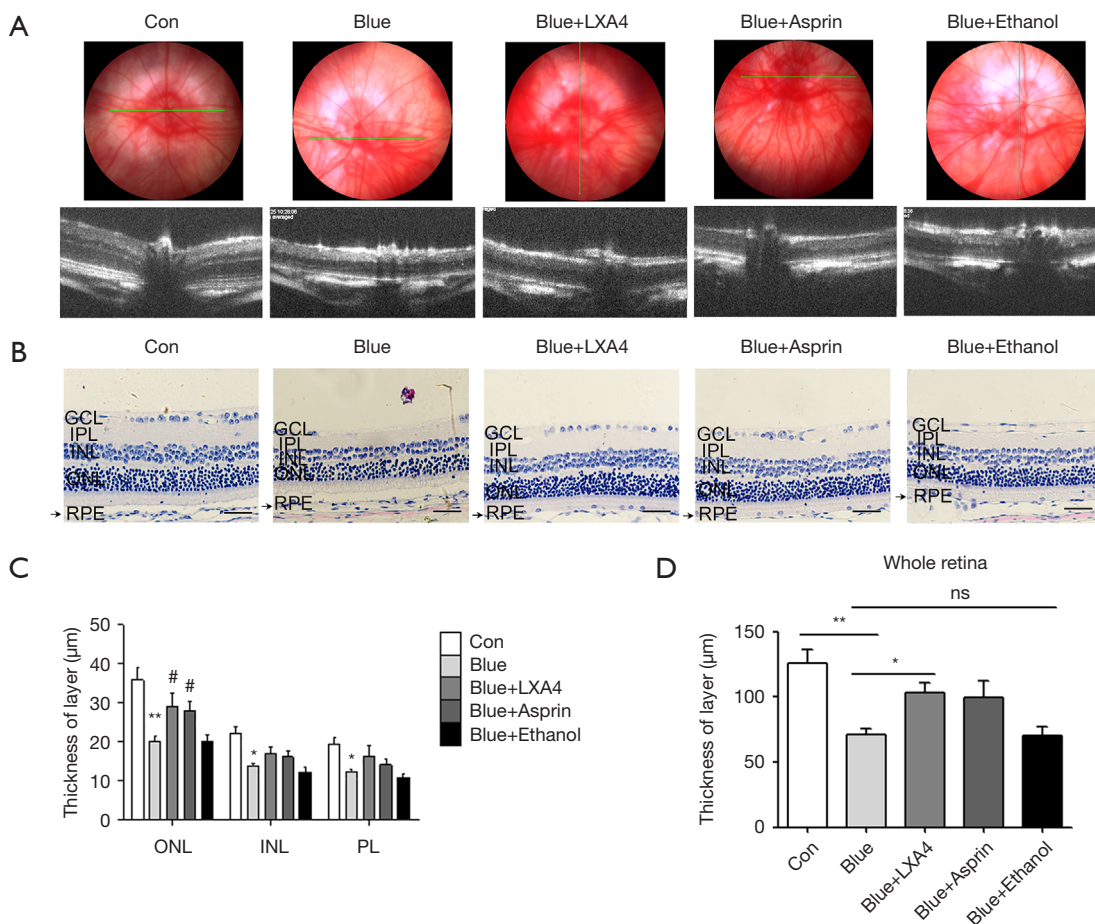 A
Con Blue Blue+LXA4 Blue+Asprin Blue+Ethanol
B
Con Blue Blue+LXA4 Blue+Asprin Blue+Ethanol
GCL
IPL
INL
ONL
RPE
GCL
IPL
INL
ONL
RPE
GCL
IPL
INL
ONL
RPE
GCL
IPL
INL
ONL
RPE
GCL
IPL
INL
ONL
RPE
C
Thickness of layer (μm)
50
40
30
20
10
0
**
#
#
*
*
ONL INL PL
Con
Blue
Blue+LXA4
Blue+Asprin
Blue+Ethanol
D
Whole retina
ns
**
*
Thickness of layer (μm)
150
100
50
0
Con
Blue
Blue+LXA4
Blue+Asprin
Blue+Ethanol